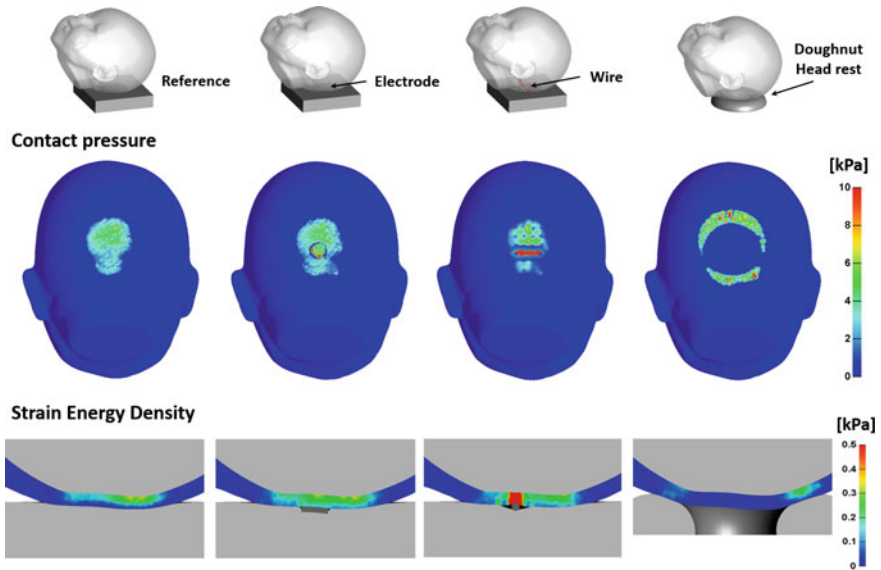 Reference
Electrode
Wire
Doughnut
Head rest
Contact pressure
[kPa]
10
8
6
4
2
0
Strain Energy Density
[kPa]
0.5
0.4
0.3
0.2
0.1
0